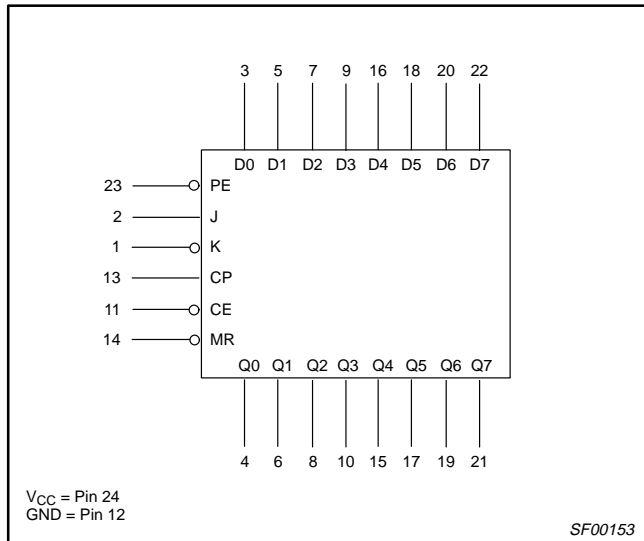 3 5 7 9 16 18 20 22
D0 D1 D2 D3 D4 D5 D6 D7
23 PE
2 J
1 K
13 CP
11 CE
14 MR
Q0 Q1 Q2 Q3 Q4 Q5 Q6 Q7
4 6 8 10 15 17 19 21
VCC = Pin 24
GND = Pin 12
SF00153